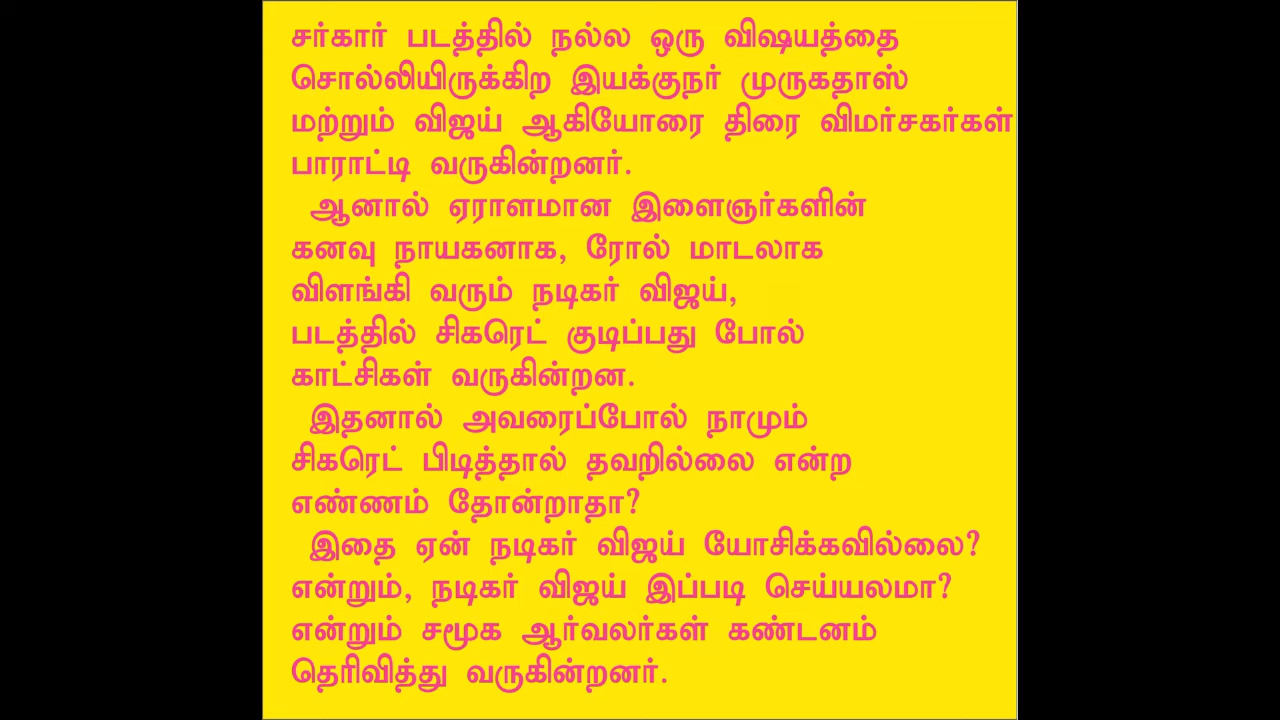 சர்கார் படத்தில் நல்ல ஒரு விஷயத்தை
சொல்லியிருக்கிற இயக்குநர் முருகதாஸ்
மற்றும் விஜய் ஆகியோரை திரை விமர்சகர்கள்
பாராட்டி வருகின்றனர்.
ஆனால் ஏராளமான இளைஞர்களின்
கனவு நாயகனாக, ரோல் மாடலாக
விளங்கி வரும் நடிகர் விஜய்,
படத்தில் சிகரெட் குடிப்பது போல்
காட்சிகள் வருகின்றன.
இதனால் அவரைப்போல் நாமும்
சிகரெட் பிடித்தால் தவறில்லை என்ற
எண்ணம் தோன்றாதா?
இதை ஏன் நடிகர் விஜய் யோசிக்கவில்லை?
என்றும், நடிகர் விஜய் இப்படி செய்யலமா?
என்றும் சமூக ஆர்வலர்கள் கண்டனம்
தெரிவித்து வருகின்றனர்.